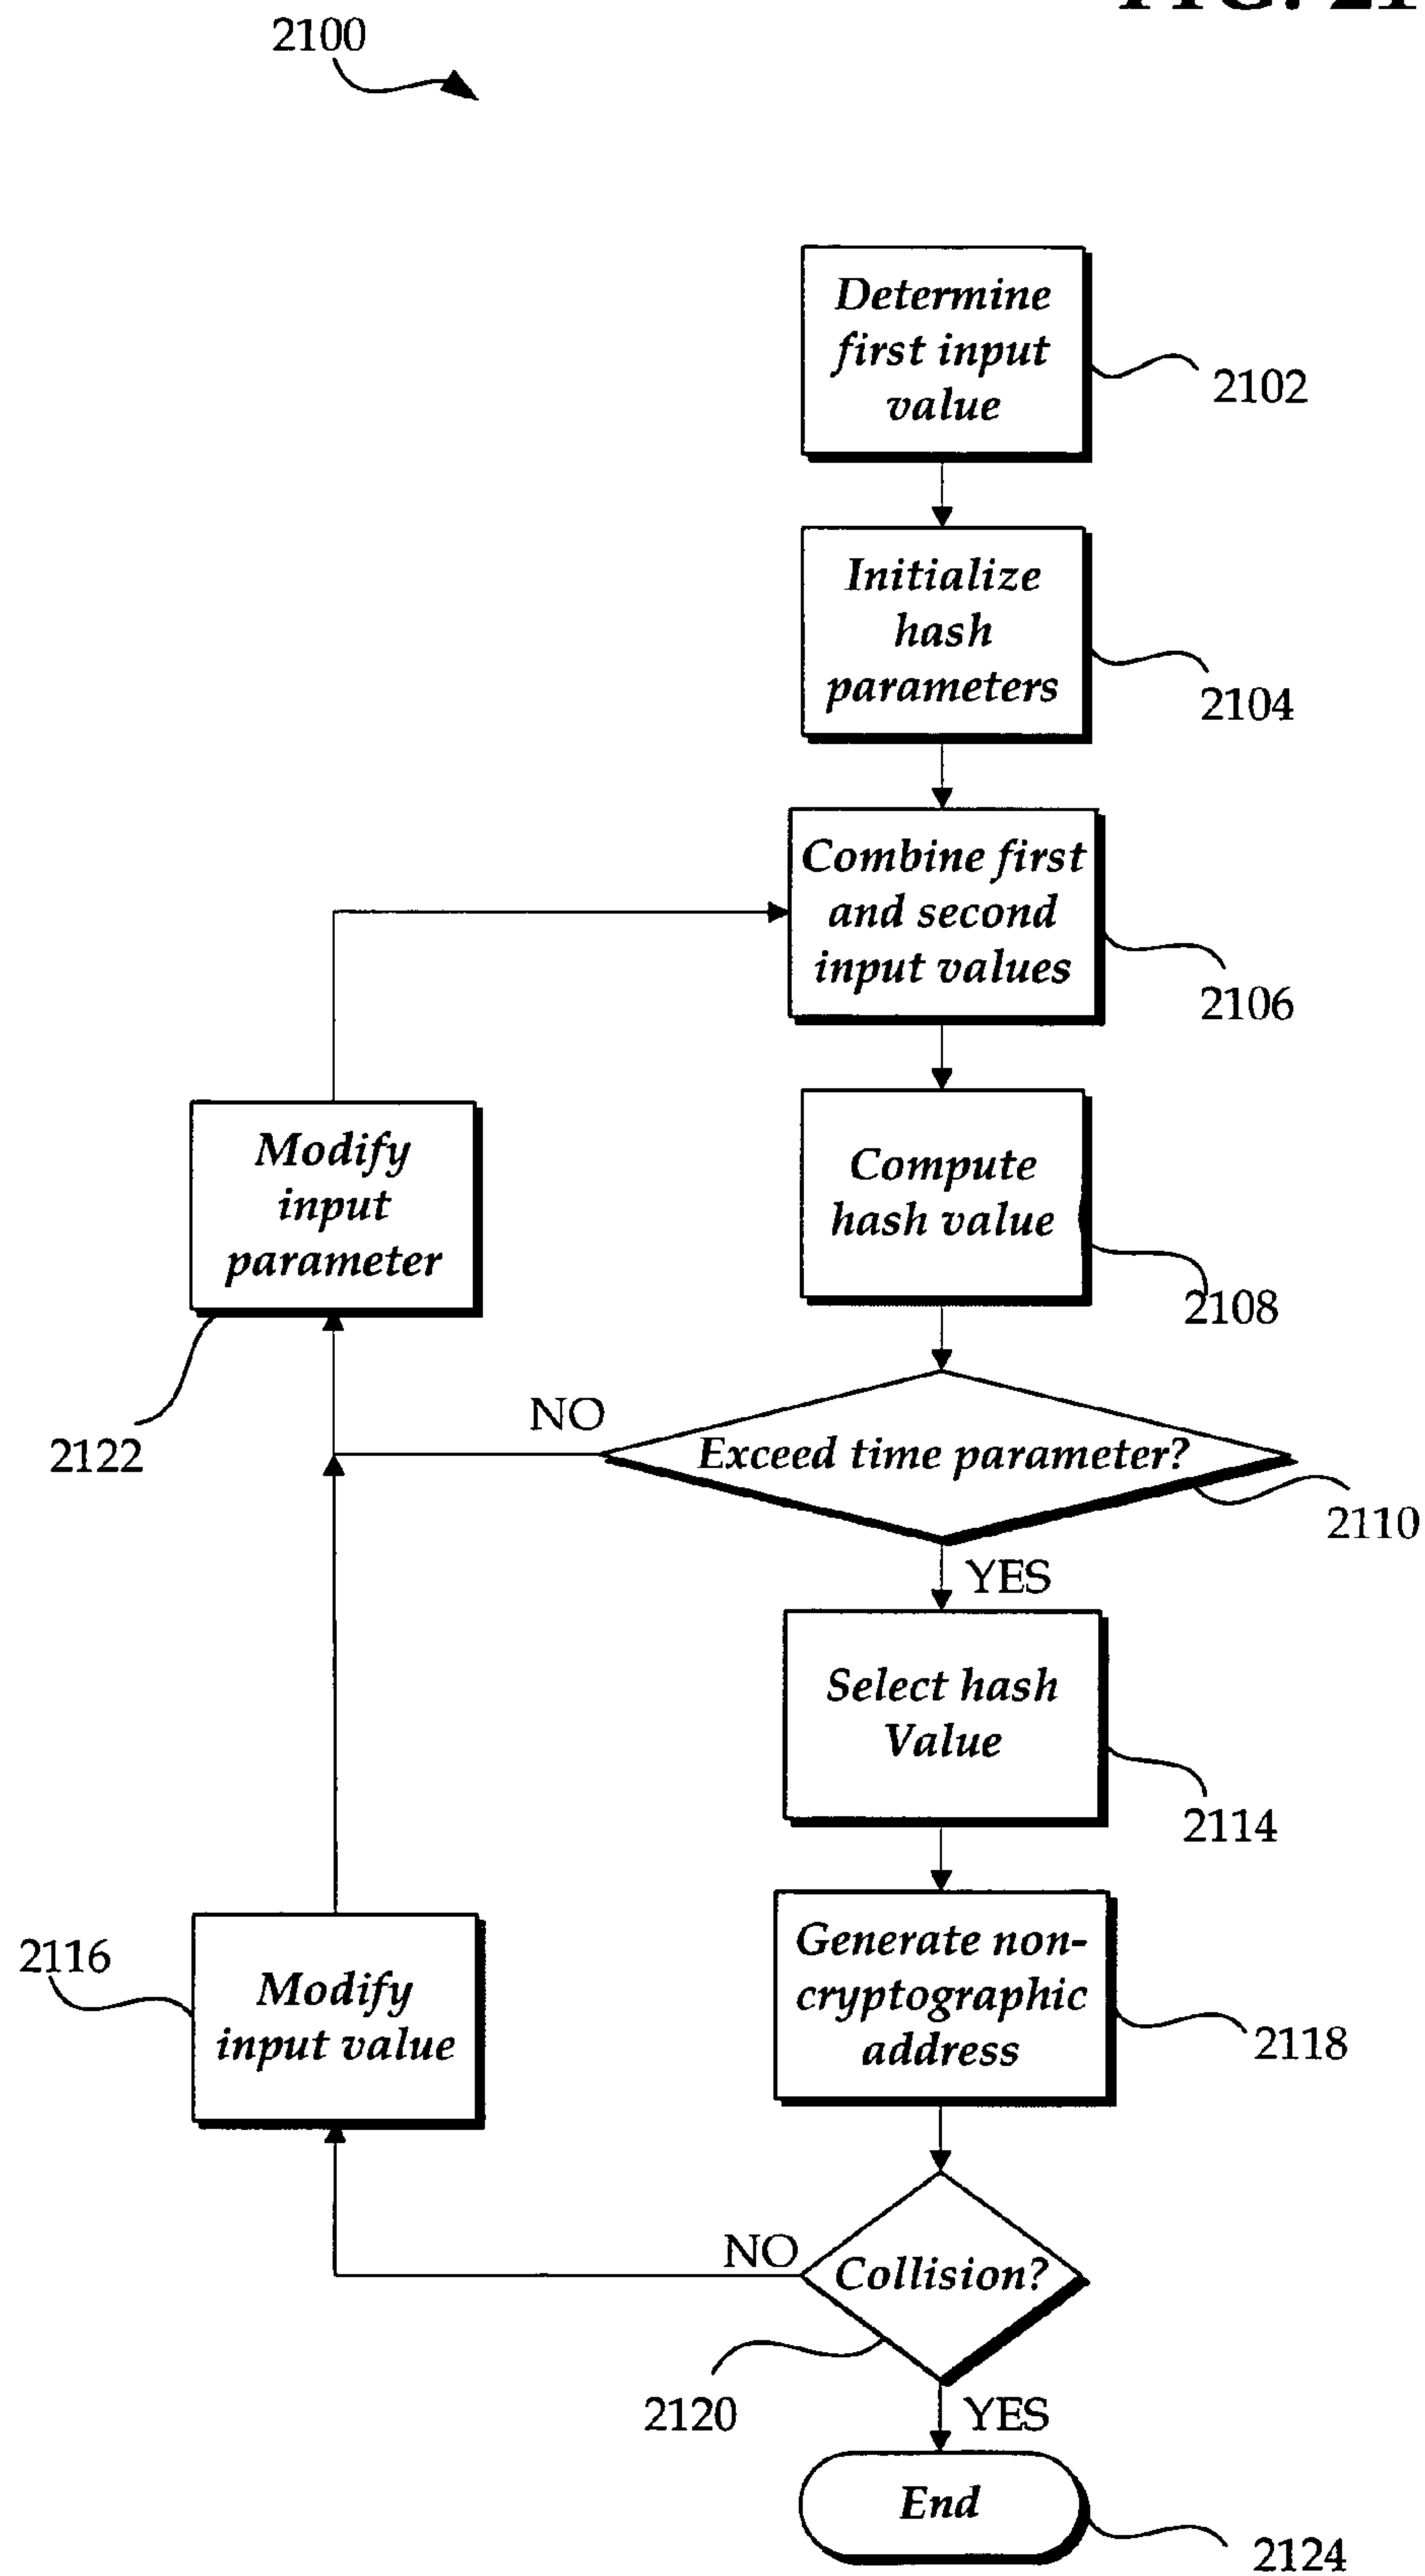 2100
Determine
first input
value
2102
Initialize
hash
parameters
2104
Combine first
and second
input values
2106
Modify
input
parameter
2122
Compute
hash value
2108
NO
Exceed time parameter?
2110
YES
Select hash
Value
2114
Generate non-
cryptographic
address
2118
2116
Modify
input value
NO
Collision?
2120
YES
End
2124